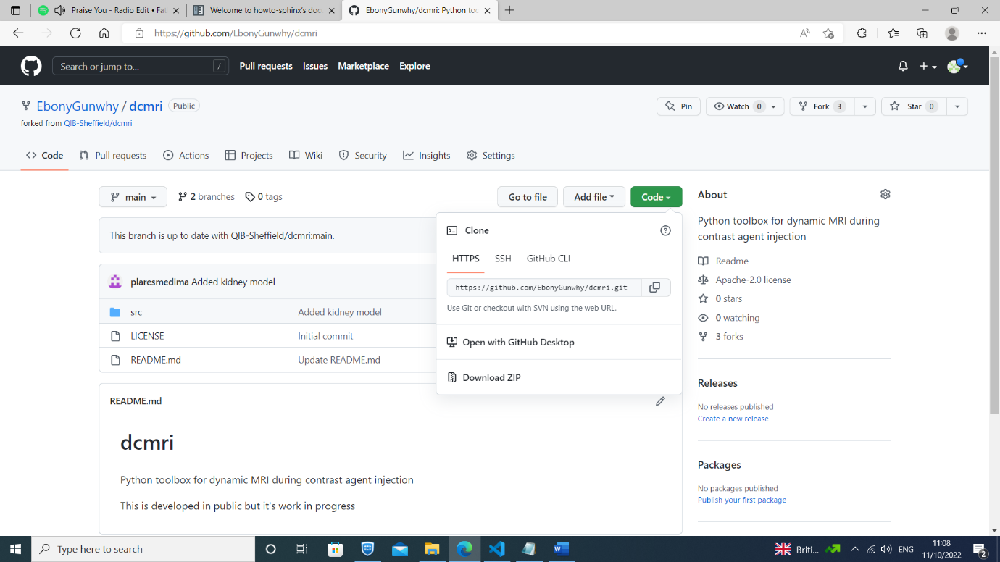 Praise You - Radio Edit • Fat
Welcome to howto-sphinx's docu
EbonyGunwhy/dcmri: Python too
https://github.com/EbonyGunwhy/dcmri
Search or jump to... /
Pull requests Issues Marketplace Explore
EbonyGunwhy / dcmri Public
Pin Watch 0 Fork 3 Star 0
forked from QIB-Sheffield/dcmri
Code Pull requests Actions Projects Wiki Security Insights Settings
main 2 branches 0 tags Go to file Add file Code
This branch is up to date with QIB-Sheffield/dcmri:main.
plaresmedima Added kidney model
src Added kidney model
LICENSE Initial commit
README.md Update README.md
Clone
HTTPS SSH GitHub CLI
https://github.com/EbonyGunwhy/dcmri.git
Use Git or checkout with SVN using the web URL.
Open with GitHub Desktop
Download ZIP
README.md
dcmri
Python toolbox for dynamic MRI during contrast agent injection
This is developed in public but it's work in progress
About
Python toolbox for dynamic MRI during
contrast agent injection
Readme
Apache-2.0 license
0 stars
0 watching
3 forks
Releases
No releases published
Create a new release
Packages
No packages published
Publish your first package
Type here to search
Briti...
ENG
11:08
11/10/2022
2